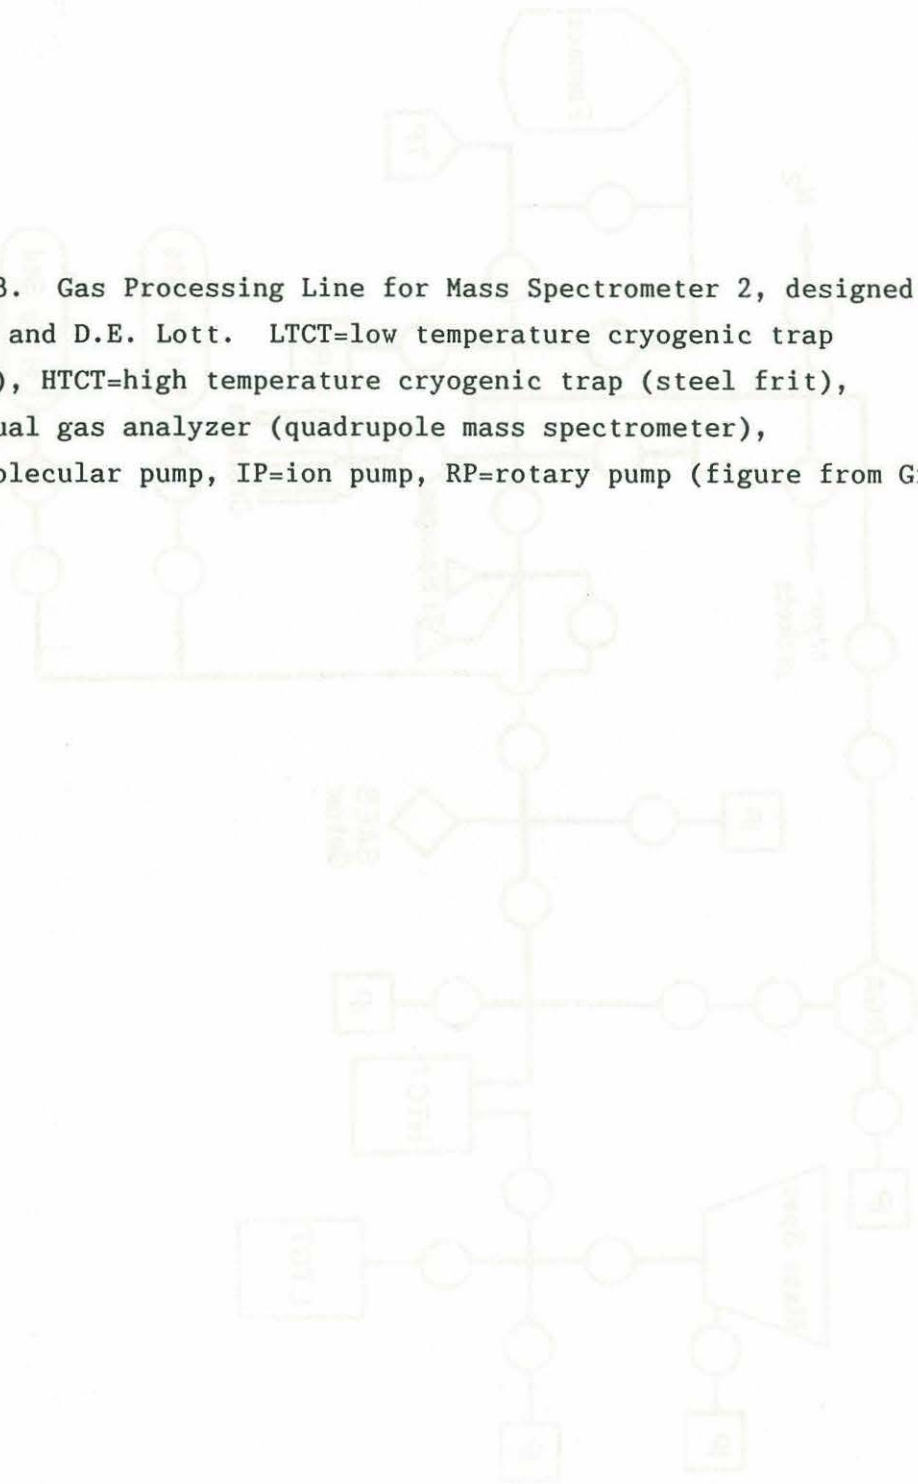 3. Gas Processing Line for Mass Spectrometer 2, designed
and D.E. Lott. LTCT=low temperature cryogenic trap
), HTCT=high temperature cryogenic trap (steel frit),
ual gas analyzer (quadrupole mass spectrometer),
olecular pump, IP=ion pump, RP=rotary pump (figure from